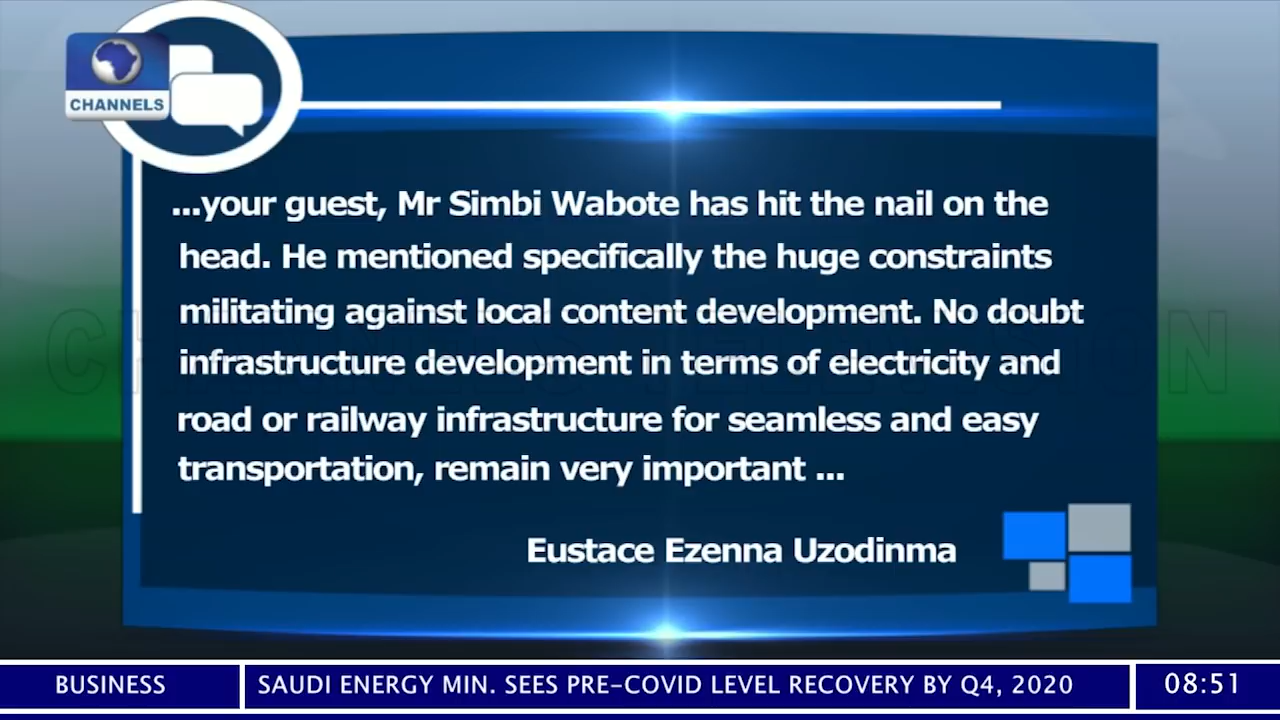 CHANNELS
...your guest, Mr Simbi Wabote has hit the nail on the
head. He mentioned specifically the huge constraints
militating against local content development. No doubt
infrastructure development in terms of electricity and
road or railway infrastructure for seamless and easy
transportation, remain very important ...
Eustace Ezenna Uzodinma
CHANNELS TELEVISION
BUSINESS
SAUDI ENERGY MIN. SEES PRE-COVID LEVEL RECOVERY BY Q4, 2020
08:51